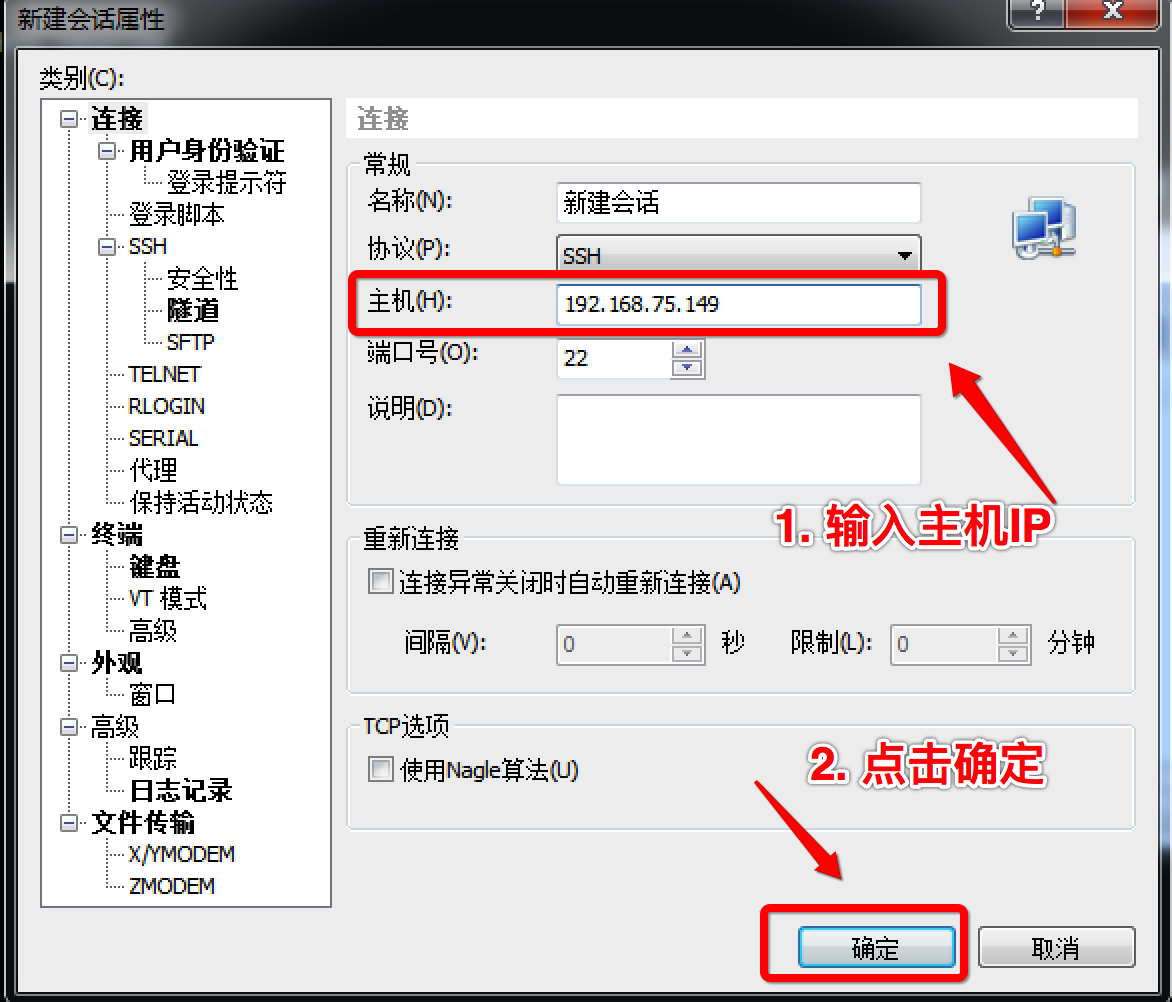 新建会话属性
?
X
类别(C):
连接
用户身份验证
登录提示符
登录脚本
SSH
安全性
隧道
SFTP
TELNET
RLOGIN
SERIAL
代理
保持活动状态
终端
键盘
VT 模式
高级
外观
窗口
高级
跟踪
日志记录
文件传输
X/YMODEM
ZMODEM
连接
常规
名称(N): 新建会话
协议(P): SSH
主机(H): 192.168.75.149
端口号(O): 22
说明(D):
1. 输入主机IP
重新连接
连接异常关闭时自动重新连接(A)
间隔(V): 0 秒 限制(L): 0 分钟
TCP选项
使用Nagle算法(U)
2. 点击确定
确定 取消